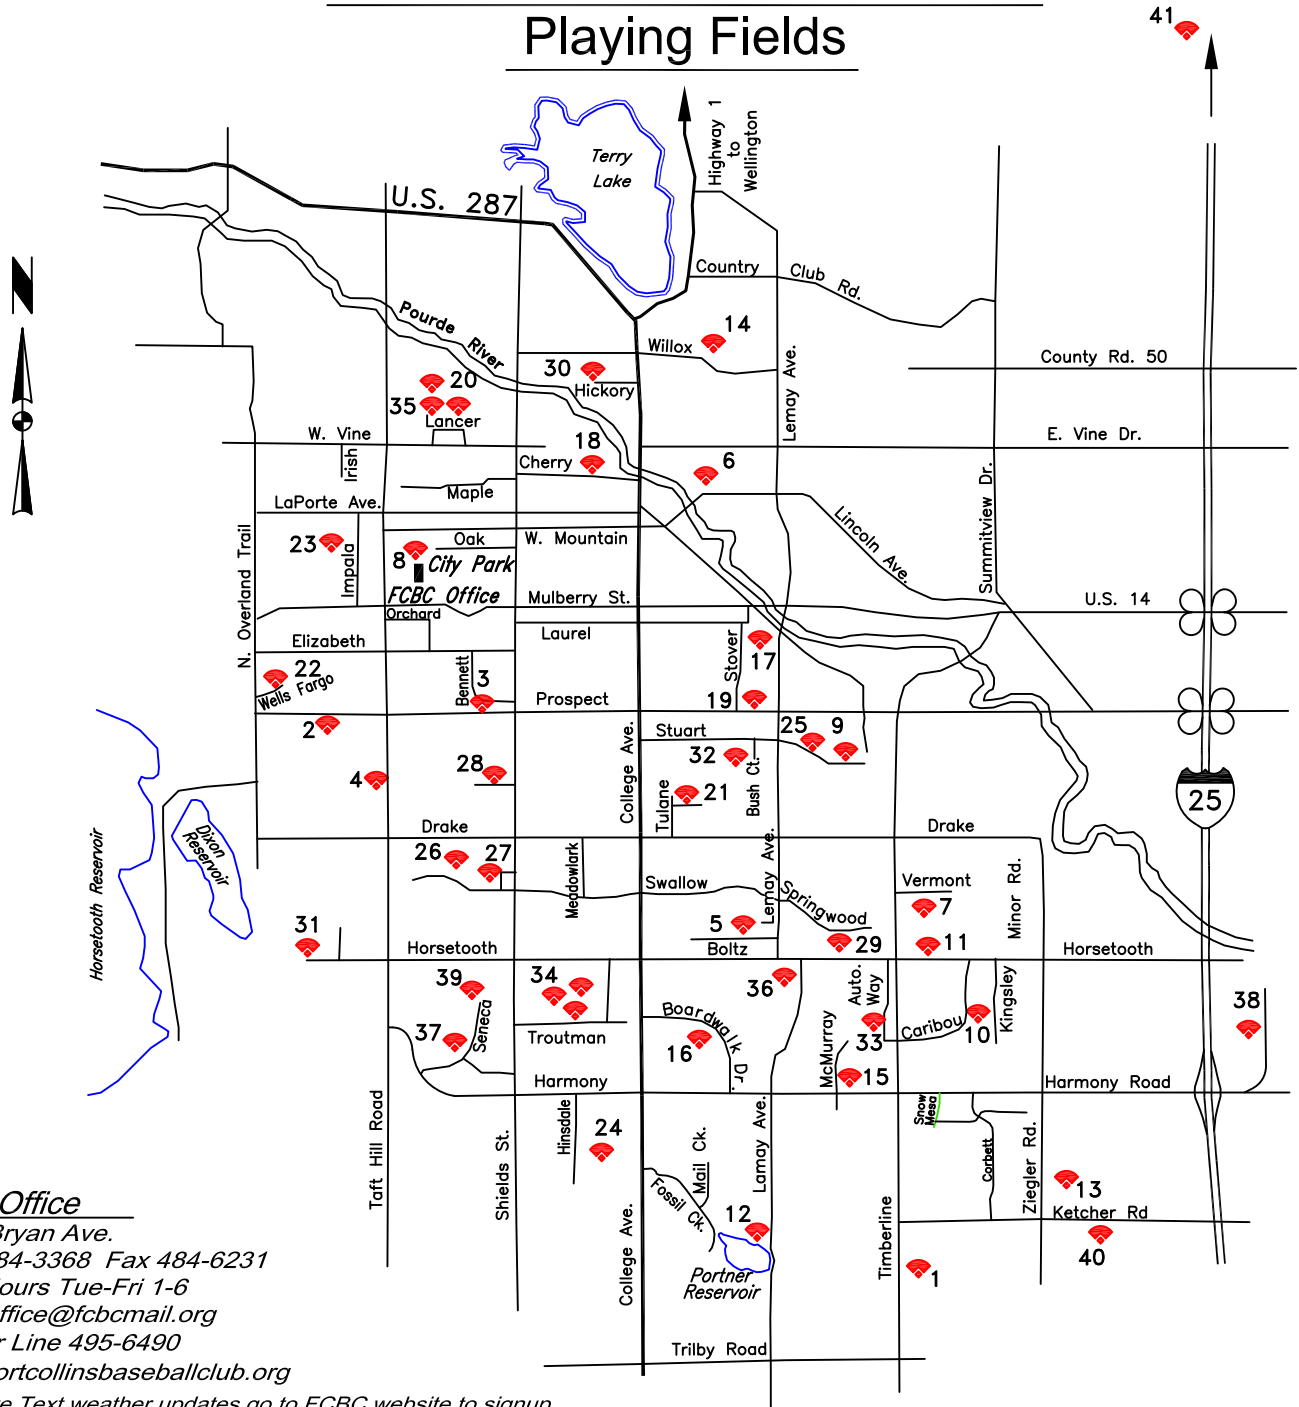 Playing Fields
41
Highway 1
to
Wellington
Terry
Lake
U.S. 287
N
Country Club Rd.
Pourde River
14
Willox
Lemay Ave.
County Rd. 50
30
Hickory
20
35
Lancer
W. Vine
Irish
18
Cherry
6
E. Vine Dr.
Maple
LaPorte Ave.
Lincoln Ave.
Summitview Dr.
N. Overland Trail
23
Impala
8
Oak
City Park
W. Mountain
FCBC Office
Orchard
Mulberry St.
U.S. 14
Elizabeth
Laurel
Stover
17
22
Wells Fargo
Bennett
3
Prospect
19
2
College Ave.
Stuart
25
9
32
Bush Ct.
4
28
Tulane
21
25
Drake
Drake
Horsetooth Reservoir
Dixon
Reservoir
26
27
Meadowlark
Swallow
Lemay Ave.
Springwood
Vermont
7
Minor Rd.
5
Boltz
29
11
31
Horsetooth
Horsetooth
39
34
36
Auto.
Way
Kingsley
38
37
Seneca
Troutman
Boardwalk Dr.
16
McMurray
33
Caribou
10
15
Harmony
Harmony Road
Snow
Mesa
Taft Hill Road
Shields St.
Hinsdale
24
Mail Ck.
Lamay Ave.
Corbett
Ziegler Rd.
13
Fossil Ck.
12
Ketcher Rd
40
College Ave.
Portner
Reservoir
Timberline
1
Trilby Road
Office
Bryan Ave.
84-3368 Fax 484-6231
ours Tue-Fri 1-6
ffice@fcbcmail.org
r Line 495-6490
ortcollinsbaseballclub.org
e Text weather updates go to FCBC website to signup